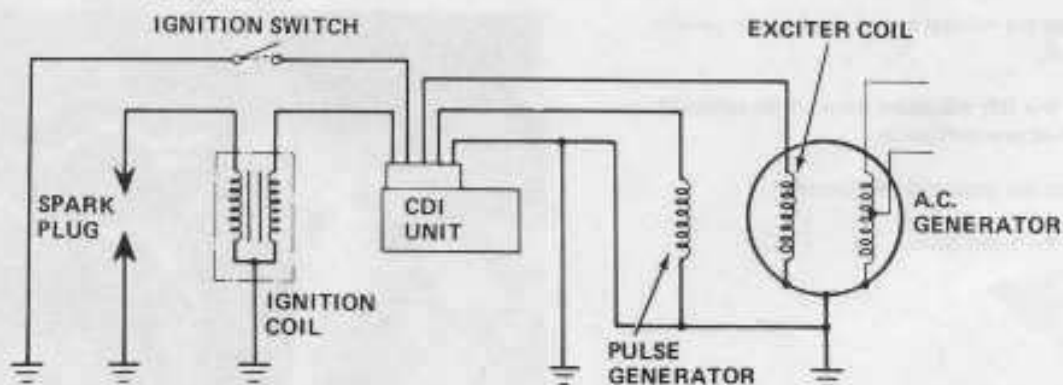 IGNITION SWITCH
EXCITER COIL
SPARK
PLUG
CDI
UNIT
A.C.
GENERATOR
IGNITION
COIL
PULSE
GENERATOR